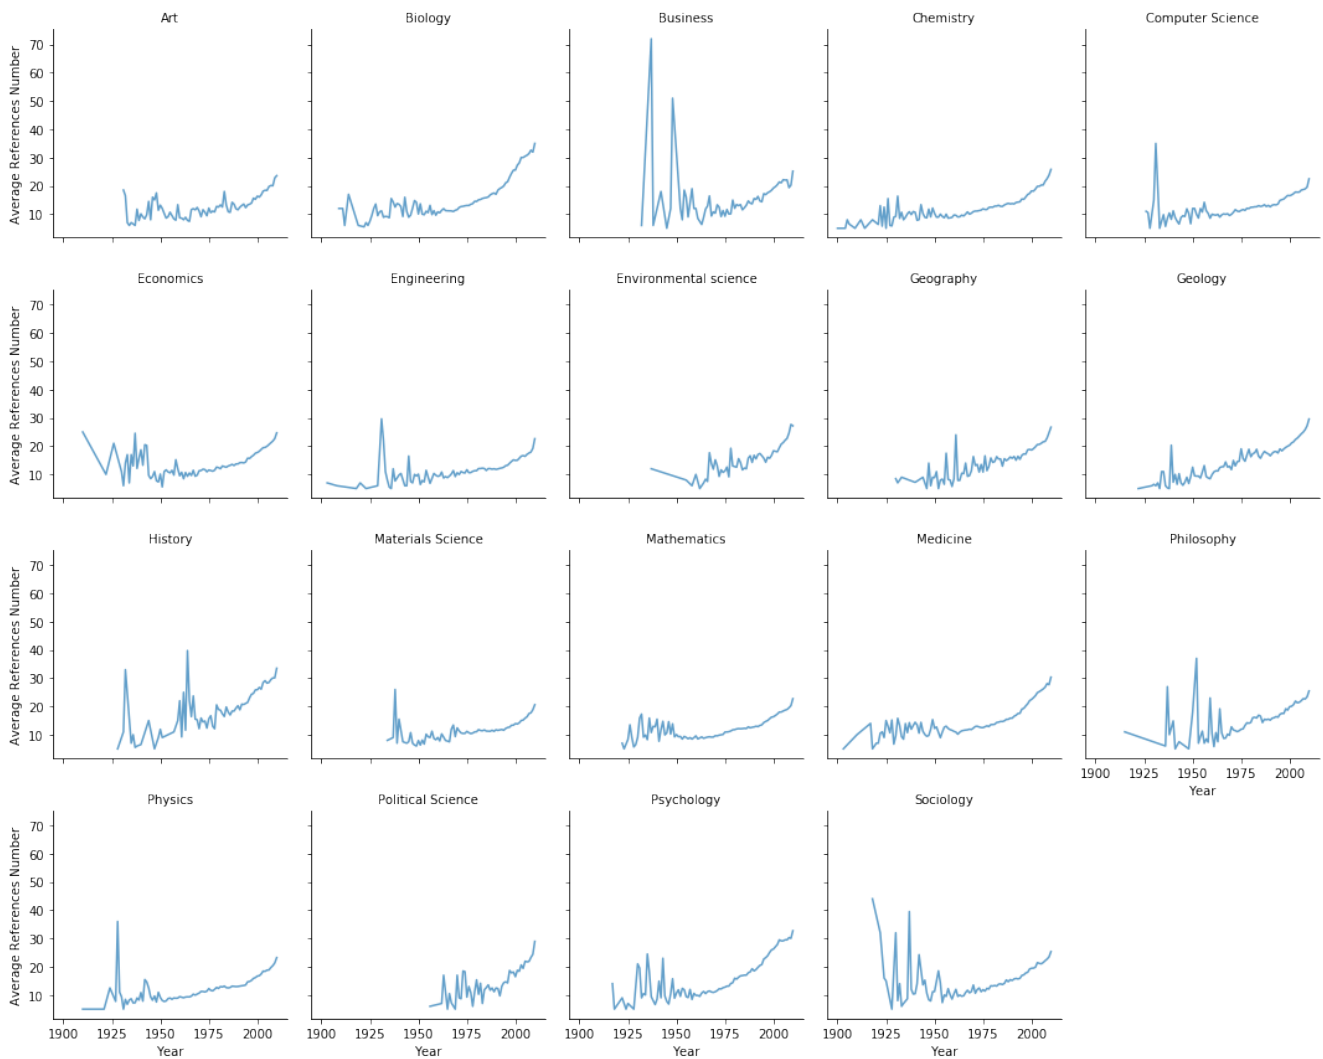 Art Biology Business Chemistry Computer Science
Average References Number
70
60
50
40
30
20
10
Economics Engineering Environmental science Geography Geology
Average References Number
70
60
50
40
30
20
10
History Materials Science Mathematics Medicine Philosophy
Average References Number
70
60
50
40
30
20
10
1900 1925 1950 1975 2000
Year
Physics Political Science Psychology Sociology
Average References Number
70
60
50
40
30
20
10
1900 1925 1950 1975 2000 1900 1925 1950 1975 2000 1900 1925 1950 1975 2000 1900 1925 1950 1975 2000
Year Year Year Year